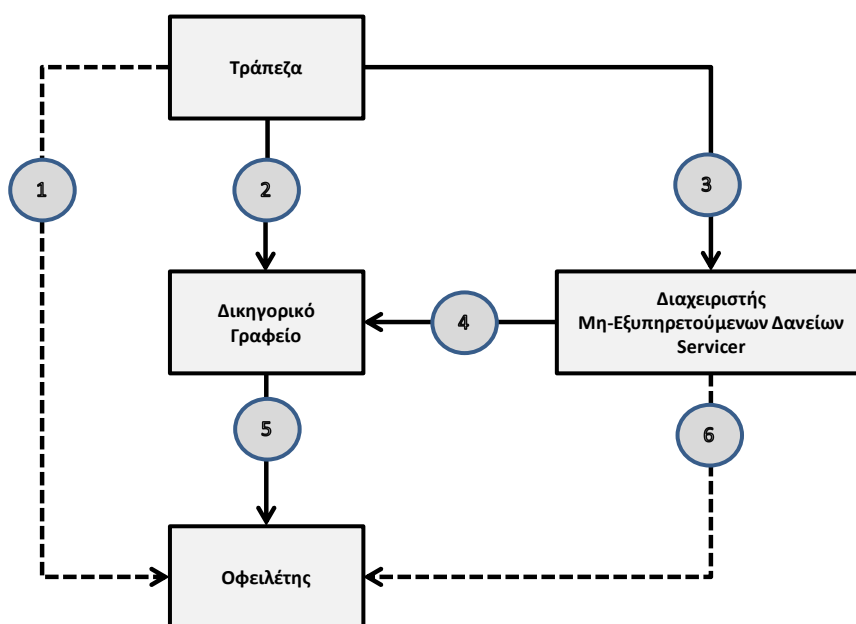 Τράπεζα
1
2
3
Δικηγορικό
Γραφείο
4
Διαχειριστής
Μη-Εξυπηρετούμενων Δανείων
Servicer
5
6
Οφειλέτης